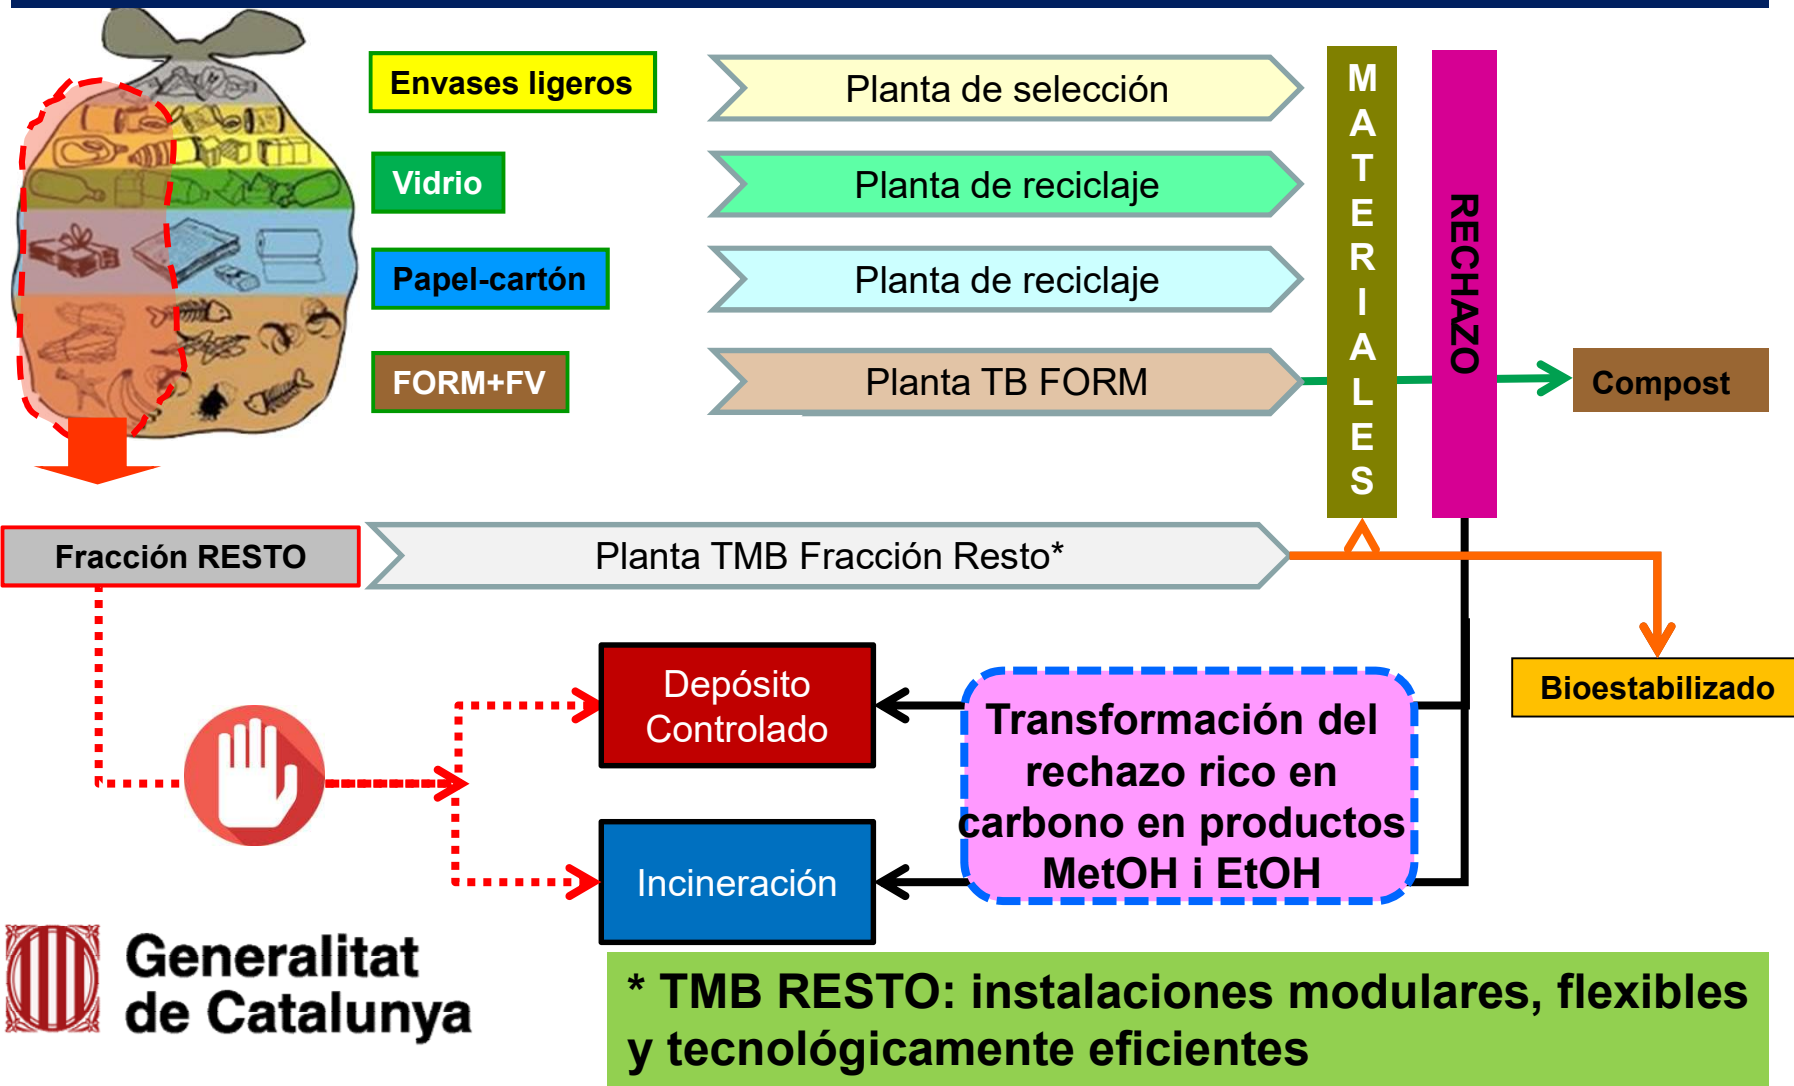 Envases ligeros
Planta de selección
Vidrio
Planta de reciclaje
Papel-cartón
Planta de reciclaje
FORM+FV
Planta TB FORM
MATERIALES
RECHAZO
Compost
Fracción RESTO
Planta TMB Fracción Resto*
Depósito
Controlado
Transformación del
rechazo rico en
carbono en productos
MetOH i EtOH
Bioestabilizado
Incineración
Generalitat
de Catalunya
* TMB RESTO: instalaciones modulares, flexibles
y tecnológicamente eficientes